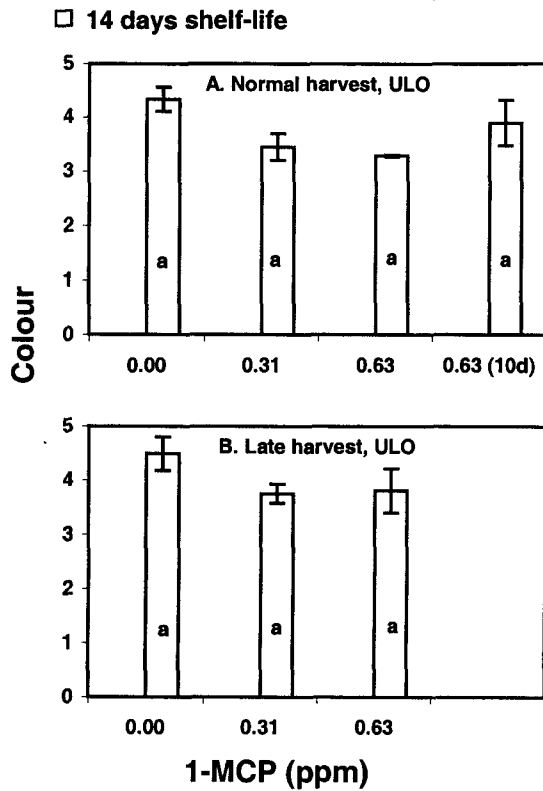 14 days shelf-life
A. Normal harvest, ULO
5
4
3
2
1
0
a a a a
0.00 0.31 0.63 0.63 (10d)
Colour
B. Late harvest, ULO
5
4
3
2
1
0
a a a
0.00 0.31 0.63
1-MCP (ppm)